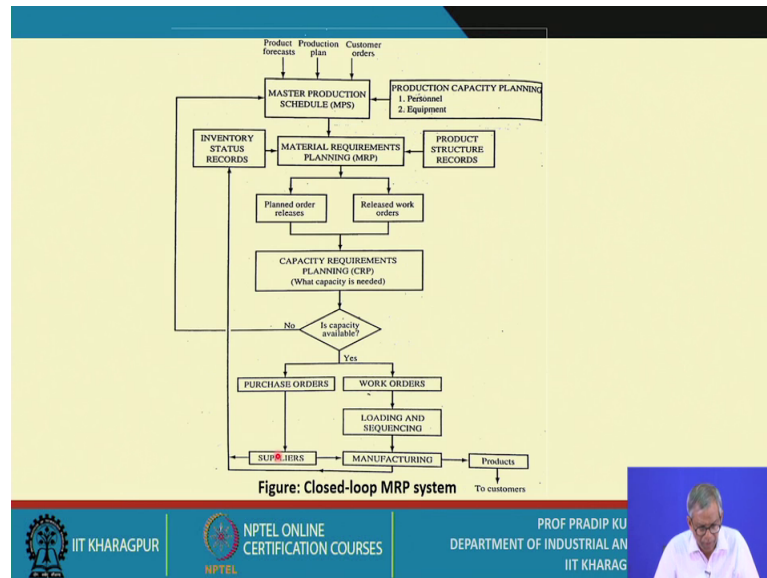 Product forecasts
Production plan
Customer orders
MASTER PRODUCTION
SCHEDULE (MPS)
PRODUCTION CAPACITY PLANNING
1. Personnel
2. Equipment
INVENTORY
STATUS
RECORDS
MATERIAL REQUIREMENTS
PLANNING (MRP)
PRODUCT
STRUCTURE
RECORDS
Planned order
releases
Released work
orders
CAPACITY REQUIREMENTS
PLANNING (CRP)
(What capacity is needed)
No
Is capacity
available?
Yes
PURCHASE ORDERS
WORK ORDERS
LOADING AND
SEQUENCING
SUPPLIERS
MANUFACTURING
Products
To customers
Figure: Closed-loop MRP system
IIT KHARAGPUR
NPTEL
NPTEL ONLINE
CERTIFICATION COURSES
PROF PRADIP KU
DEPARTMENT OF INDUSTRIAL AN
IIT KHARAG